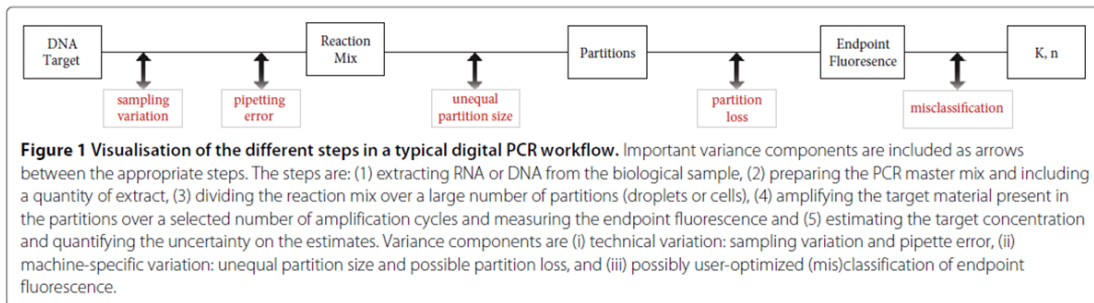 DNA Target
Reaction Mix
Partitions
Endpoint Fluoresence
K, n
sampling variation
pipetting error
unequal partition size
partition loss
misclassification
Figure 1 Visualisation of the different steps in a typical digital PCR workflow. Important variance components are included as arrows
between the appropriate steps. The steps are: (1) extracting RNA or DNA from the biological sample, (2) preparing the PCR master mix and including
a quantity of extract, (3) dividing the reaction mix over a large number of partitions (droplets or cells), (4) amplifying the target material present in
the partitions over a selected number of amplification cycles and measuring the endpoint fluorescence and (5) estimating the target concentration
and quantifying the uncertainty on the estimates. Variance components are (i) technical variation: sampling variation and pipette error, (ii)
machine-specific variation: unequal partition size and possible partition loss, and (iii) possibly user-optimized (mis)classification of endpoint
fluorescence.